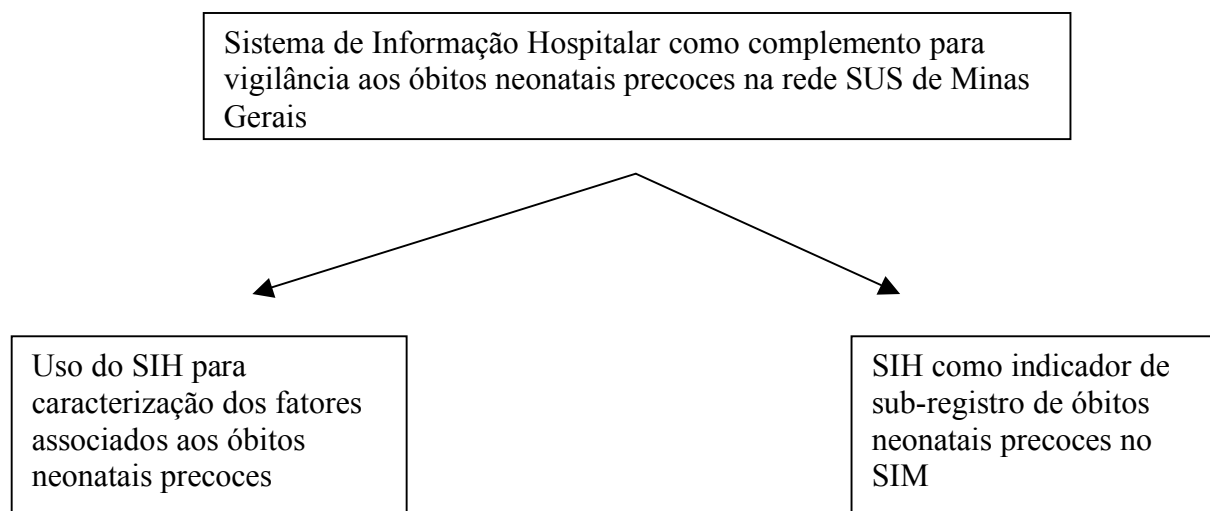 Sistema de Informação Hospitalar como complemento para
vigilância aos óbitos neonatais precoces na rede SUS de Minas
Gerais
Uso do SIH para
caracterização dos fatores
associados aos óbitos
neonatais precoces
SIH como indicador de
sub-registro de óbitos
neonatais precoces no
SIM